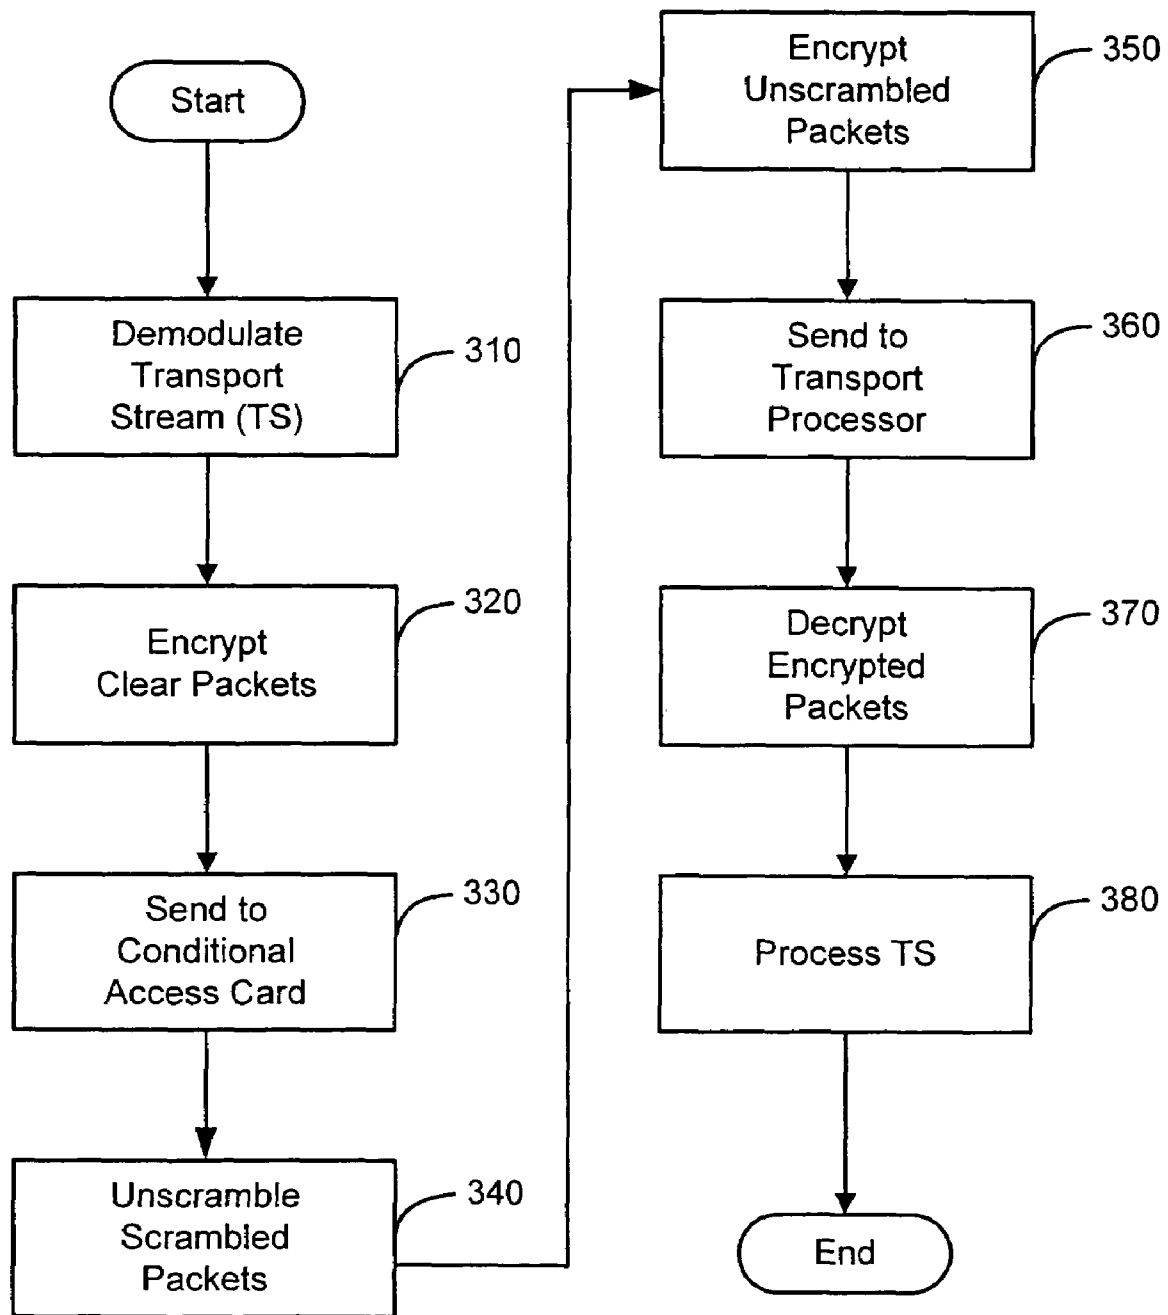 Start
Demodulate
Transport
Stream (TS)
310
Encrypt
Clear Packets
320
Send to
Conditional
Access Card
330
Unscramble
Scrambled
Packets
340
Encrypt
Unscrambled
Packets
350
Send to
Transport
Processor
360
Decrypt
Encrypted
Packets
370
Process TS
380
End